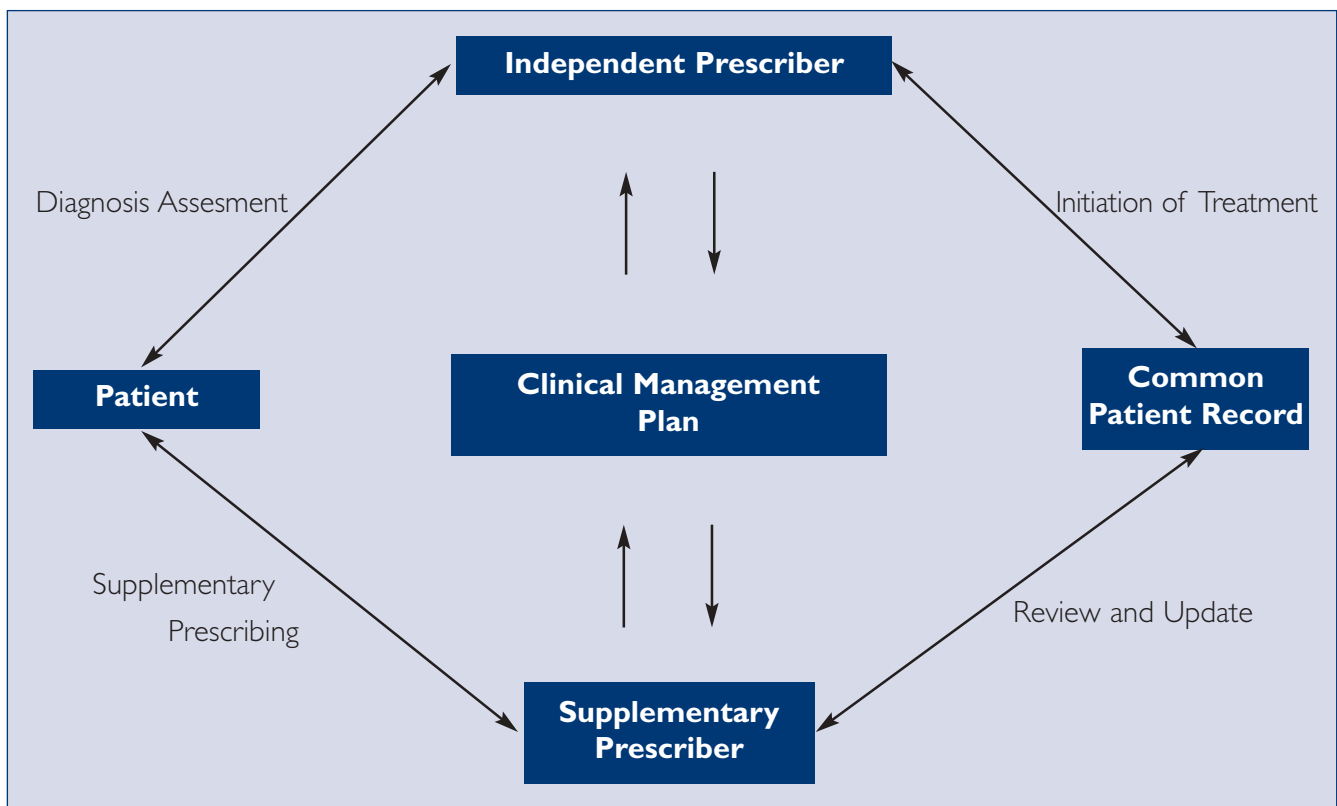 Independent Prescriber
Diagnosis Assesment
Initiation of Treatment
Patient
Clinical Management
Plan
Common
Patient Record
Supplementary
Prescribing
Review and Update
Supplementary
Prescriber